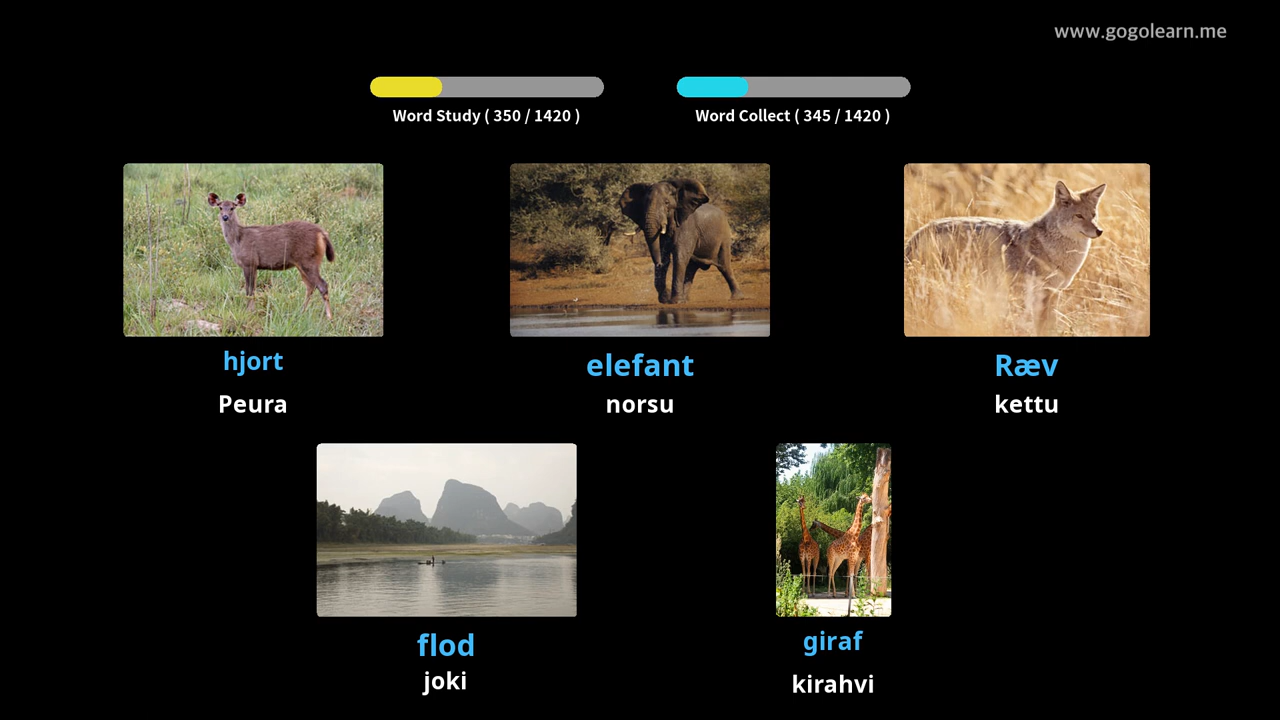 www.gogolearn.me
Word Study ( 350 / 1420 )
Word Collect ( 345 / 1420 )
hjort
Peura
elefant
norsu
Ræv
kettu
flod
joki
giraf
kirahvi